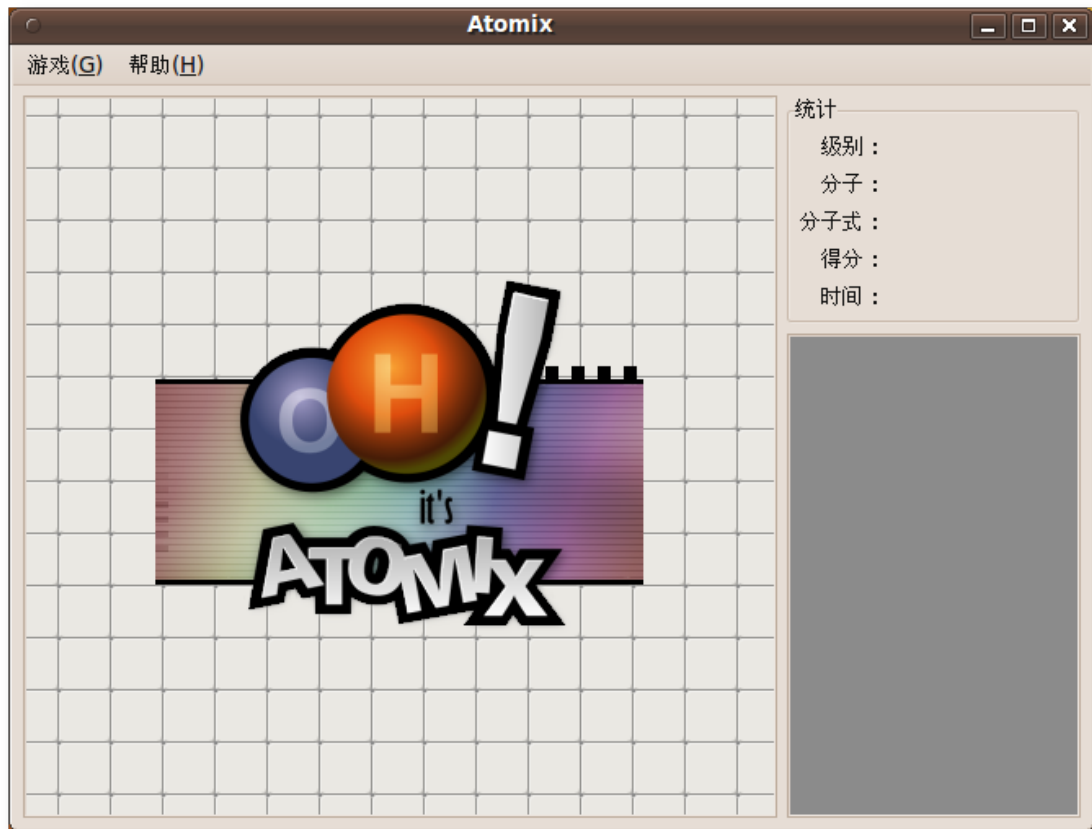 Atomix
游戏(G) 帮助(H)
统计
级别：
分子：
分子式：
得分：
时间：
OH!
it's
ATOMIX